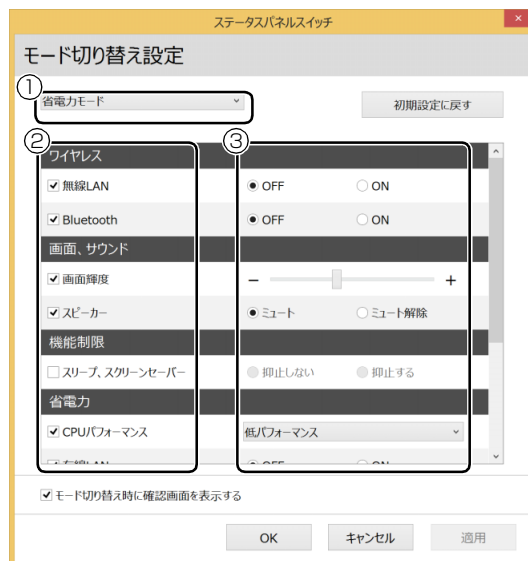 ステータスパネルスイッチ
×
モード切り替え設定
①
省電力モード
初期設定に戻す
② ③
ワイヤレス
無線LAN OFF ON
Bluetooth OFF ON
画面、サウンド
画面輝度 − +
スピーカー ミュート ミュート解除
機能制限
スリープ、スクリーンセーバー 抑止しない 抑止する
省電力
CPUパフォーマンス 低パフォーマンス
有線LAN OFF ON
モード切り替え時に確認画面を表示する
OK キャンセル 適用